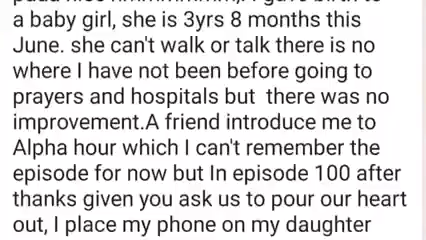 a baby girl, she is 3yrs 8 months this
June. she can't walk or talk there is no
where I have not been before going to
prayers and hospitals but  there was no
improvement.A friend introduce me to
Alpha hour which I can't remember the
episode for now but In episode 100 after
thanks given you ask us to pour our heart
out, I place my phone on my daughter